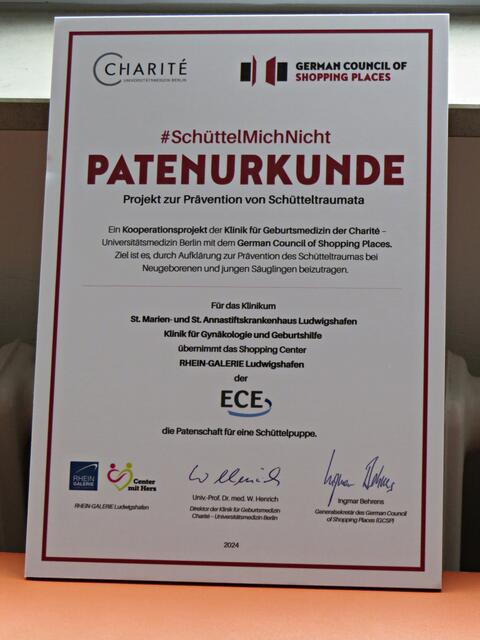 CHARITÉ
UNIVERSITÄTSMEDIZIN BERLIN
GERMAN COUNCIL OF
SHOPPING PLACES
#SchüttelMichNicht
PATENURKUNDE
Projekt zur Prävention von Schütteltraumata
Ein Kooperationsprojekt der Klinik für Geburtsmedizin der Charité –
Universitätsmedizin Berlin mit dem German Council of Shopping Places.
Ziel ist es, durch Aufklärung zur Prävention des Schütteltraumas bei
Neugeborenen und jungen Säuglingen beizutragen.
Für das Klinikum
St. Marien- und St. Annastiftskrankenhaus Ludwigshafen
Klinik für Gynäkologie und Geburtshilfe
übernimmt das Shopping Center
RHEIN-GALERIE Ludwigshafen
der
ECE
die Patenschaft für eine Schüttelpuppe.
RHEIN
GALERIE
Center
mit Herz
RHEIN-GALERIE Ludwigshafen
W Henrich
Univ.-Prof. Dr. med. W. Henrich
Direktor der Klinik für Geburtsmedizin
Charité – Universitätsmedizin Berlin
Ingmar Behrens
Ingmar Behrens
Generalsekretär des German Council
of Shopping Places (GCSP)
2024